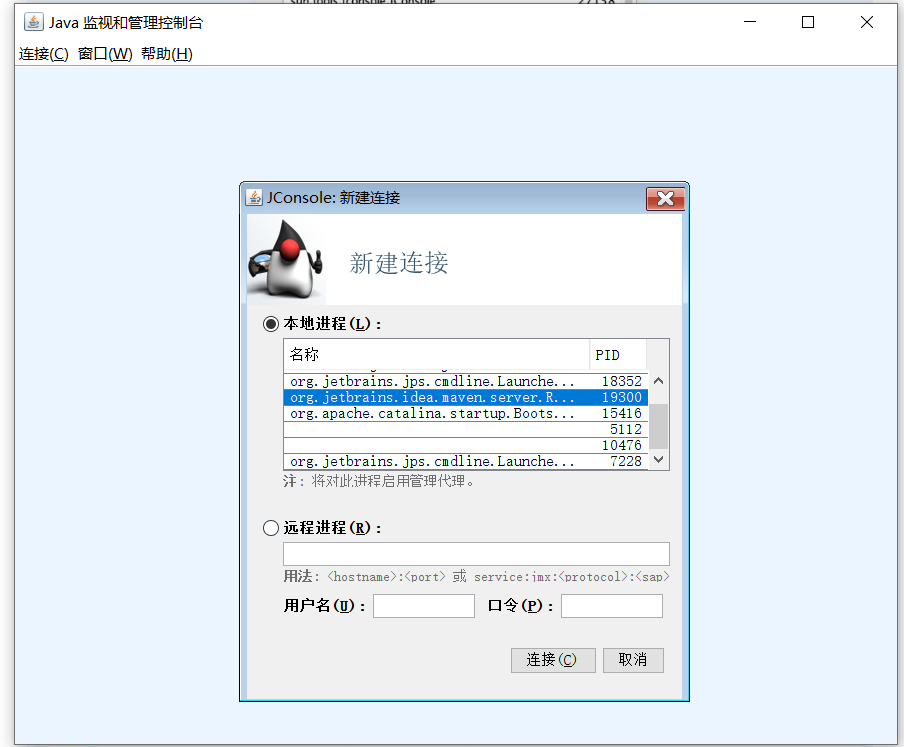 Java 监视和管理控制台
连接(C) 窗口(W) 帮助(H)
JConsole: 新建连接
新建连接
本地进程(L)：
名称 PID
org.jetbrains.jps.cmdline.Launche... 18352
org.jetbrains.idea.maven.server.R... 19300
org.apache.catalina.startup.Boots... 15416
5112
10476
org.jetbrains.jps.cmdline.Launche... 7228
注：将对此进程启用管理代理。
远程进程(R)：
用法：<hostname>:<port> 或 service:jmx:<protocol>:<sap>
用户名(U)： 口令(P)：
连接(C) 取消